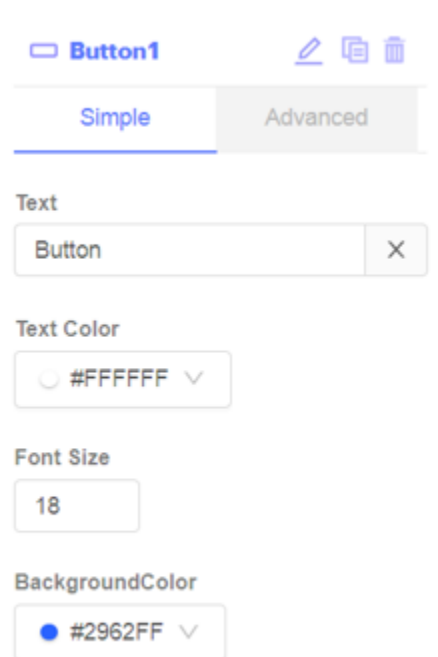 Button1
Simple Advanced
Text
Button
Text Color
#FFFFFF
Font Size
18
BackgroundColor
#2962FF